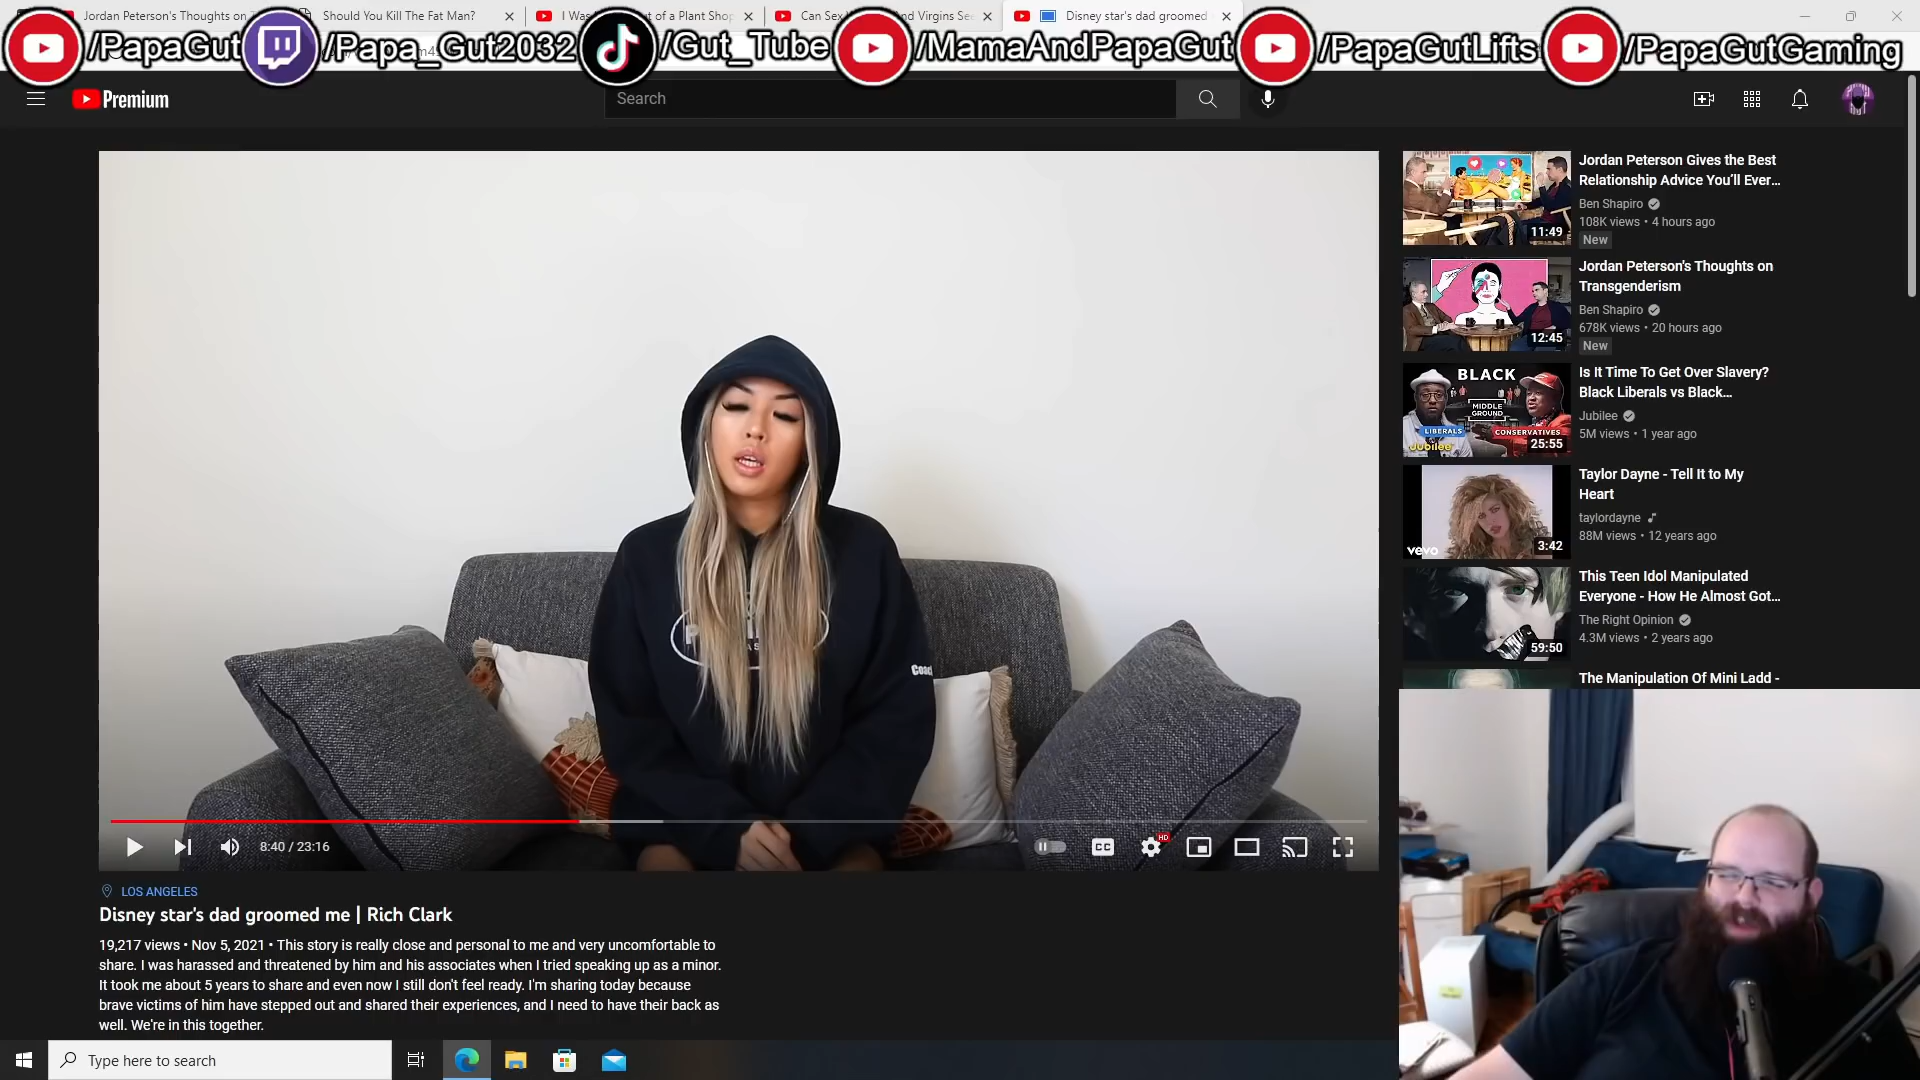 Jordan Peterson's Thoughts on
Should You Kill The Fat Man?
I Was
of a Plant Shop
Can Sex
And Virgins See
Disney star's dad groomed
/PapaGut
/Papa_Gut2032
/Gut_Tube
/MamaAndPapaGut
/PapaGutLifts
/PapaGutGaming
Premium
Search
Jordan Peterson Gives the Best
Relationship Advice You'll Ever...
Ben Shapiro
108K views • 4 hours ago
New
11:49
Jordan Peterson's Thoughts on
Transgenderism
Ben Shapiro
678K views • 20 hours ago
New
12:45
BLACK
MIDDLE
GROUND
LIBERALS
CONSERVATIVES
Jubilee
25:55
Is It Time To Get Over Slavery?
Black Liberals vs Black...
Jubilee
5M views • 1 year ago
Taylor Dayne - Tell It to My
Heart
taylordayne
88M views • 12 years ago
vevo
3:42
This Teen Idol Manipulated
Everyone - How He Almost Got...
The Right Opinion
4.3M views • 2 years ago
59:50
The Manipulation Of Mini Ladd -
8:40 / 23:16
CC
HD
LOS ANGELES
Disney star's dad groomed me | Rich Clark
19,217 views • Nov 5, 2021 • This story is really close and personal to me and very uncomfortable to
share. I was harassed and threatened by him and his associates when I tried speaking up as a minor.
It took me about 5 years to share and even now I still don't feel ready. I'm sharing today because
brave victims of him have stepped out and shared their experiences, and I need to have their back as
well. We're in this together.
Type here to search